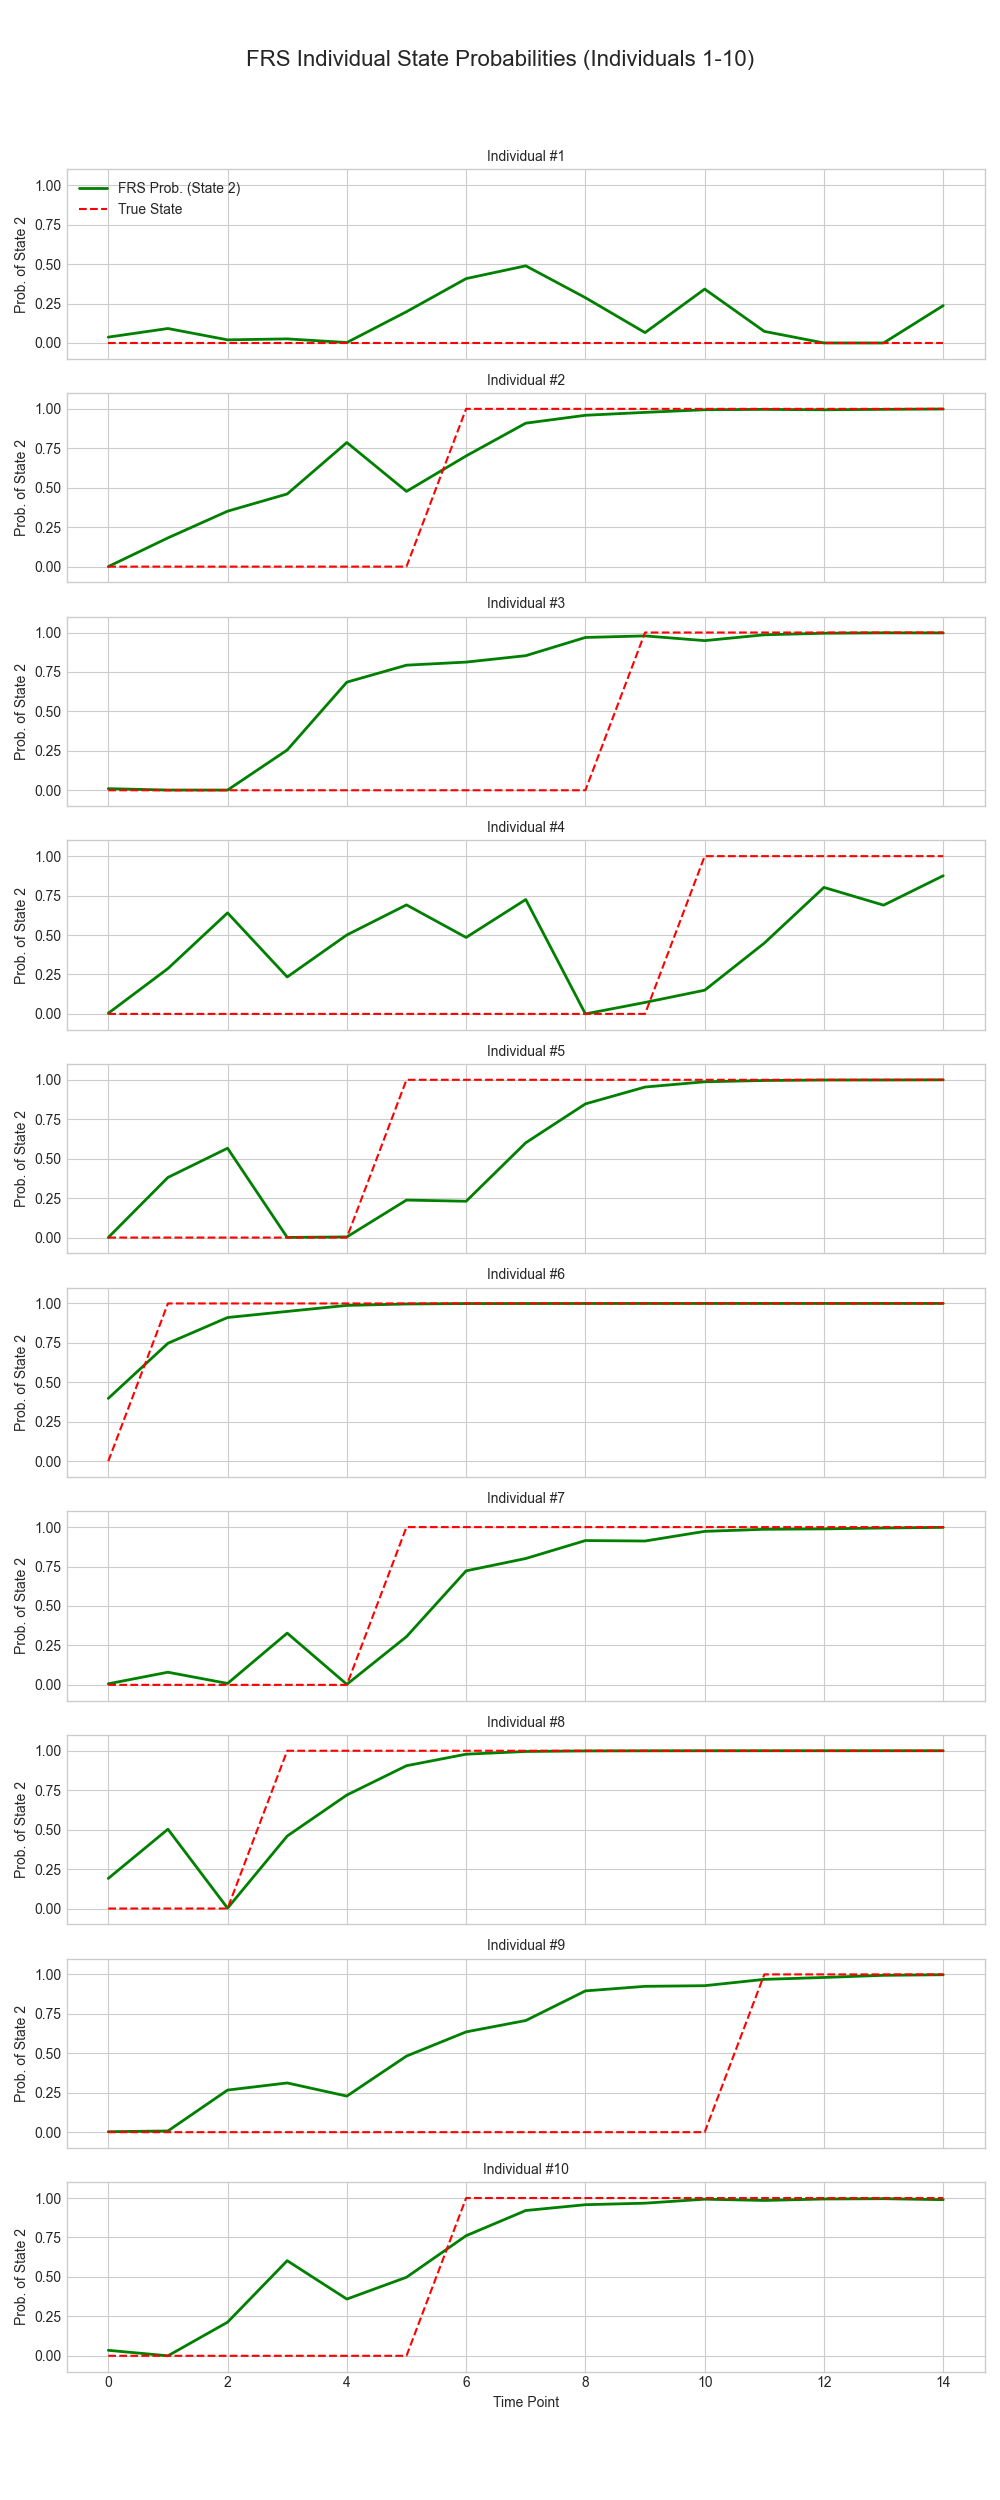 FRS Individual State Probabilities (Individuals 1-10)
Individual #1
FRS Prob. (State 2)
True State
Prob. of State 2
1.00
0.75
0.50
0.25
0.00
Individual #2
Prob. of State 2
1.00
0.75
0.50
0.25
0.00
Individual #3
Prob. of State 2
1.00
0.75
0.50
0.25
0.00
Individual #4
Prob. of State 2
1.00
0.75
0.50
0.25
0.00
Individual #5
Prob. of State 2
1.00
0.75
0.50
0.25
0.00
Individual #6
Prob. of State 2
1.00
0.75
0.50
0.25
0.00
Individual #7
Prob. of State 2
1.00
0.75
0.50
0.25
0.00
Individual #8
Prob. of State 2
1.00
0.75
0.50
0.25
0.00
Individual #9
Prob. of State 2
1.00
0.75
0.50
0.25
0.00
Individual #10
Prob. of State 2
1.00
0.75
0.50
0.25
0.00
0 2 4 6 8 10 12 14
Time Point